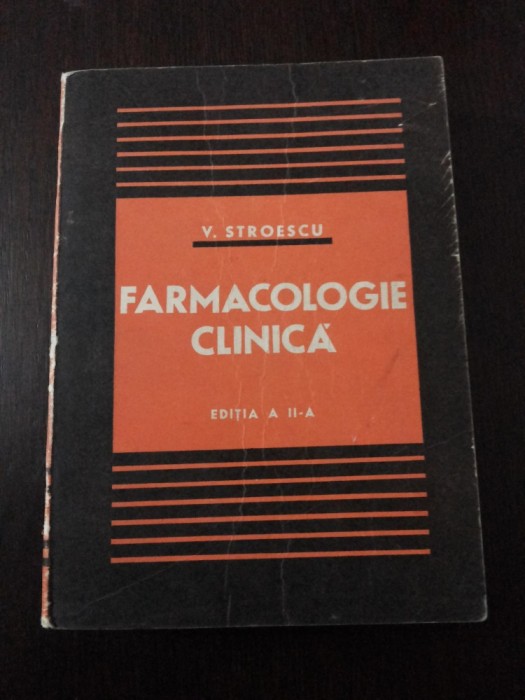 V. STROESCU
FARMACOLOGIE
CLINICĂ
EDIȚIA A II-A